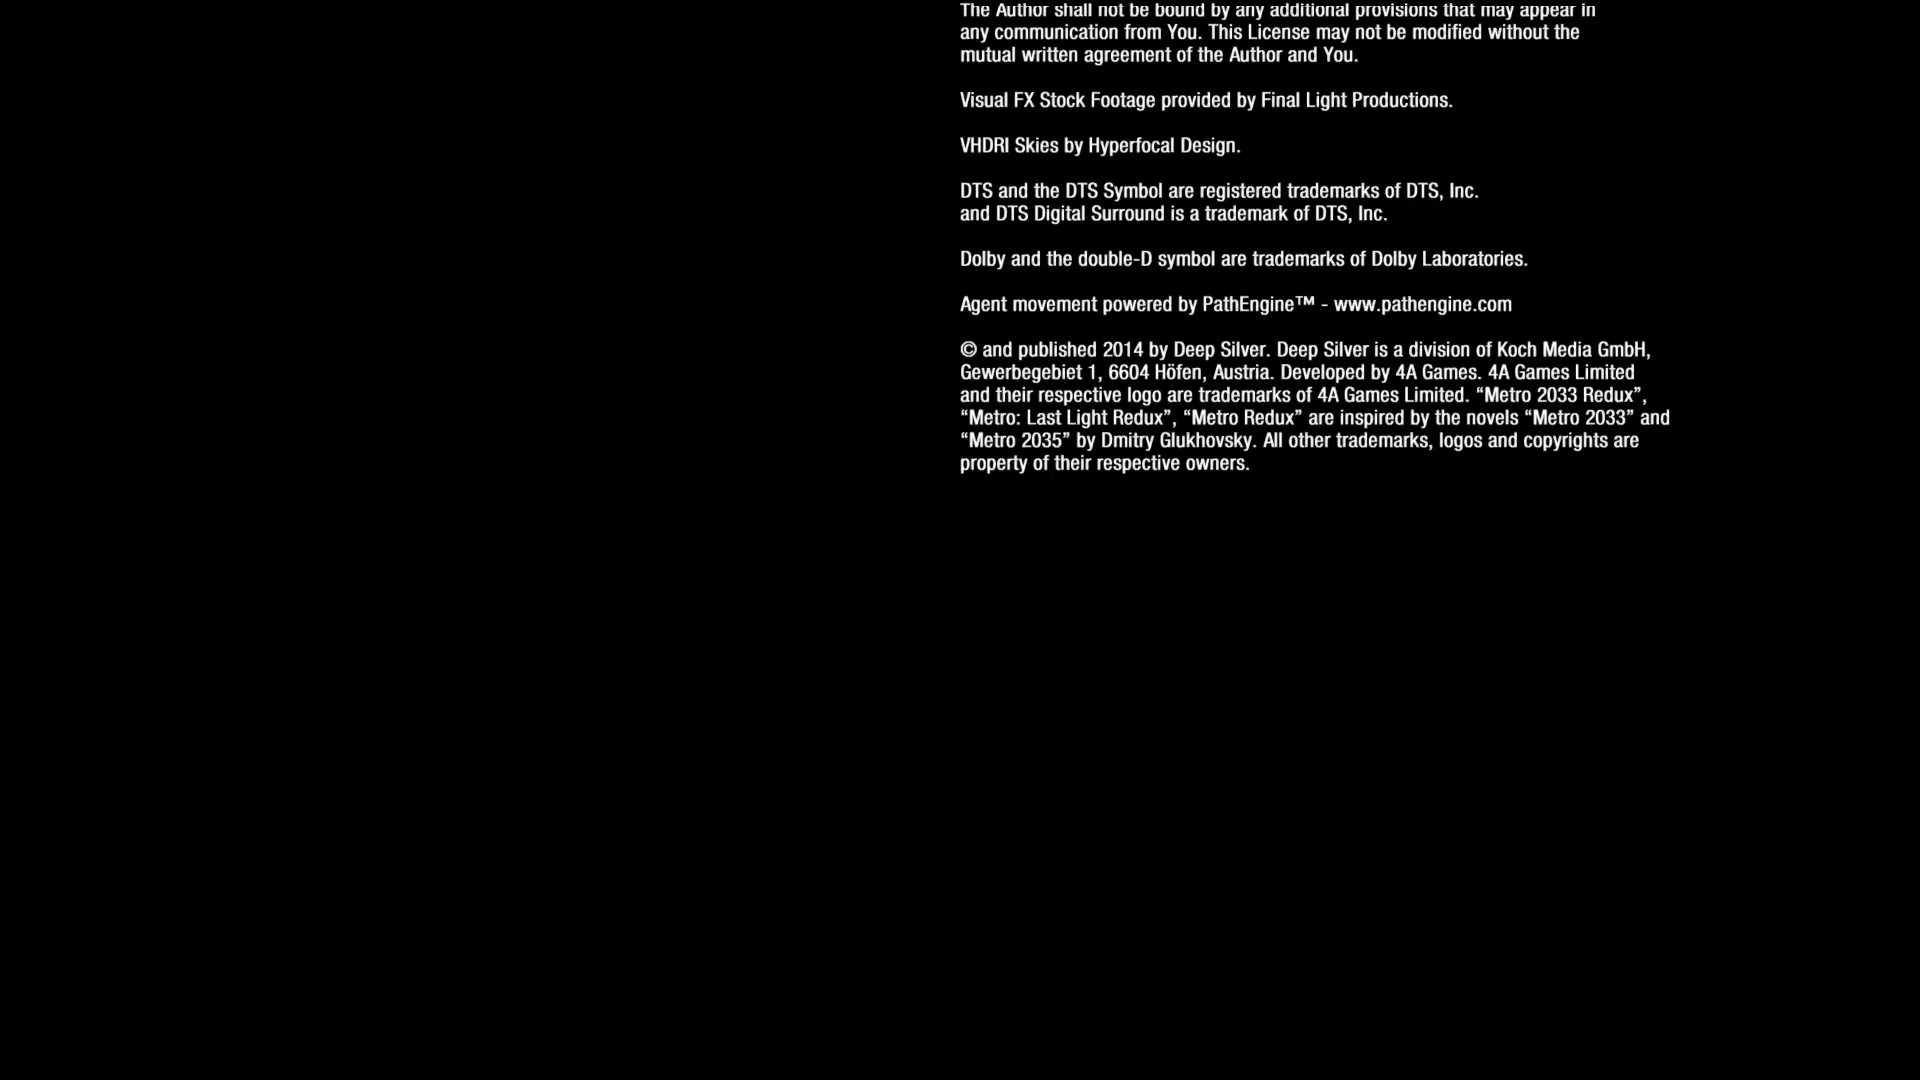 The Author shall not be bound by any additional provisions that may appear in
any communication from You. This License may not be modified without the
mutual written agreement of the Author and You.
Visual FX Stock Footage provided by Final Light Productions.
VHDRI Skies by Hyperfocal Design.
DTS and the DTS Symbol are registered trademarks of DTS, Inc.
and DTS Digital Surround is a trademark of DTS, Inc.
Dolby and the double-D symbol are trademarks of Dolby Laboratories.
Agent movement powered by PathEngine™ - www.pathengine.com
© and published 2014 by Deep Silver. Deep Silver is a division of Koch Media GmbH,
Gewerbegebiet 1, 6604 Höfen, Austria. Developed by 4A Games. 4A Games Limited
and their respective logo are trademarks of 4A Games Limited. “Metro 2033 Redux”,
“Metro: Last Light Redux”, “Metro Redux” are inspired by the novels “Metro 2033” and
“Metro 2035” by Dmitry Glukhovsky. All other trademarks, logos and copyrights are
property of their respective owners.